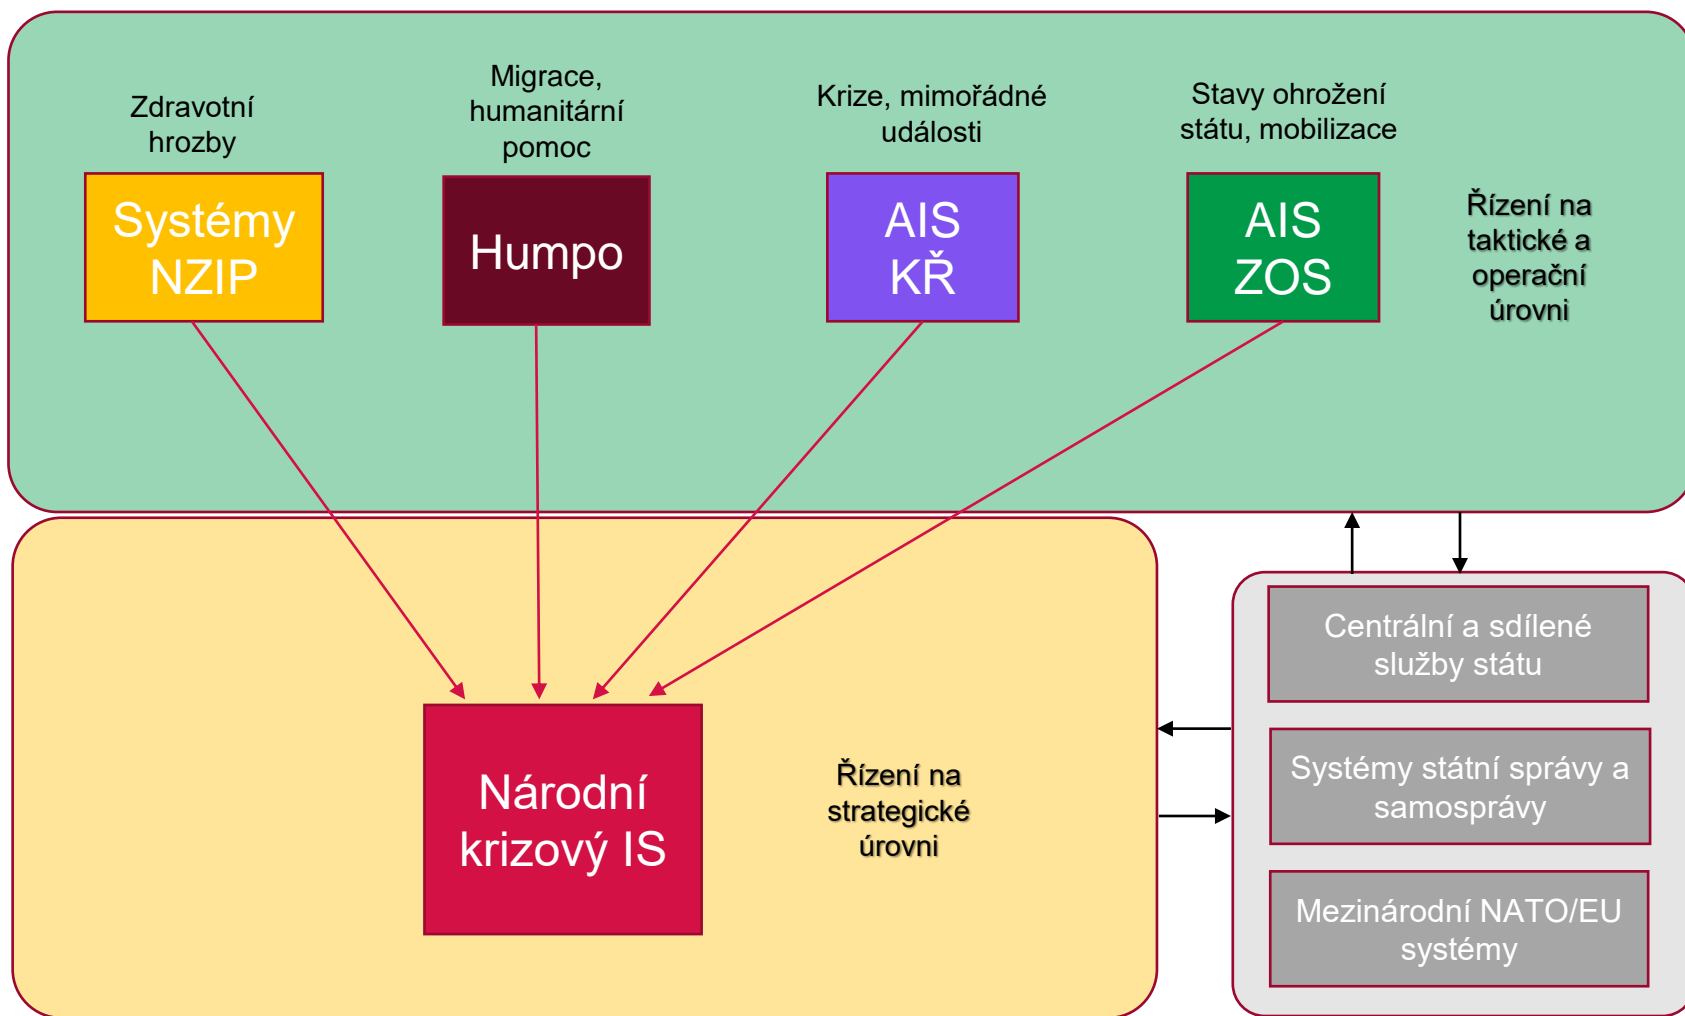 Zdravotní
hrozby
Systémy
NZIP
Migrace,
humanitární
pomoc
Humpo
Krize, mimořádné
události
AIS
KŘ
Stavy ohrožení
státu, mobilizace
AIS
ZOS
Řízení na
taktické a
operační
úrovni
Národní
krizový IS
Řízení na
strategické
úrovni
Centrální a sdílené
služby státu
Systémy státní správy a
samosprávy
Mezinárodní NATO/EU
systémy